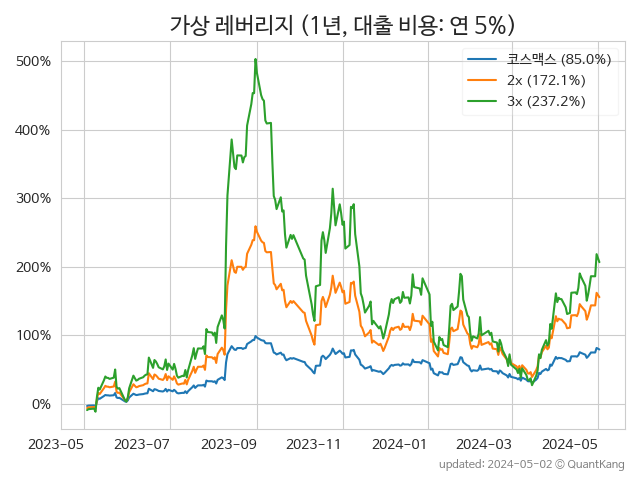 가상 레버리지 (1년, 대출 비용: 연 5%)
코스맥스 (85.0%)
2x (172.1%)
3x (237.2%)
500%
400%
300%
200%
100%
0%
2023-05 2023-07 2023-09 2023-11 2024-01 2024-03 2024-05
updated: 2024-05-02 © QuantKang